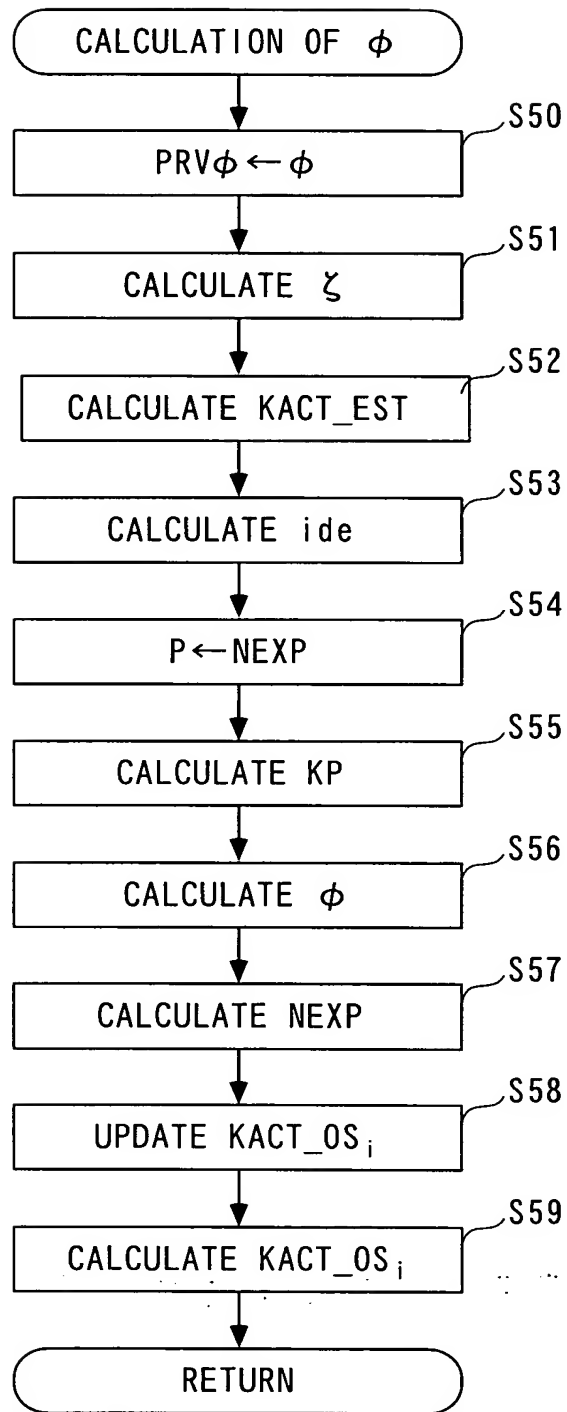 CALCULATION OF ϕ
S50
PRVϕ ← ϕ
S51
CALCULATE ζ
S52
CALCULATE KACT_EST
S53
CALCULATE ide
S54
P ← NEXP
S55
CALCULATE KP
S56
CALCULATE ϕ
S57
CALCULATE NEXP
S58
UPDATE KACT_OSᵢ
S59
CALCULATE KACT_OSᵢ
RETURN